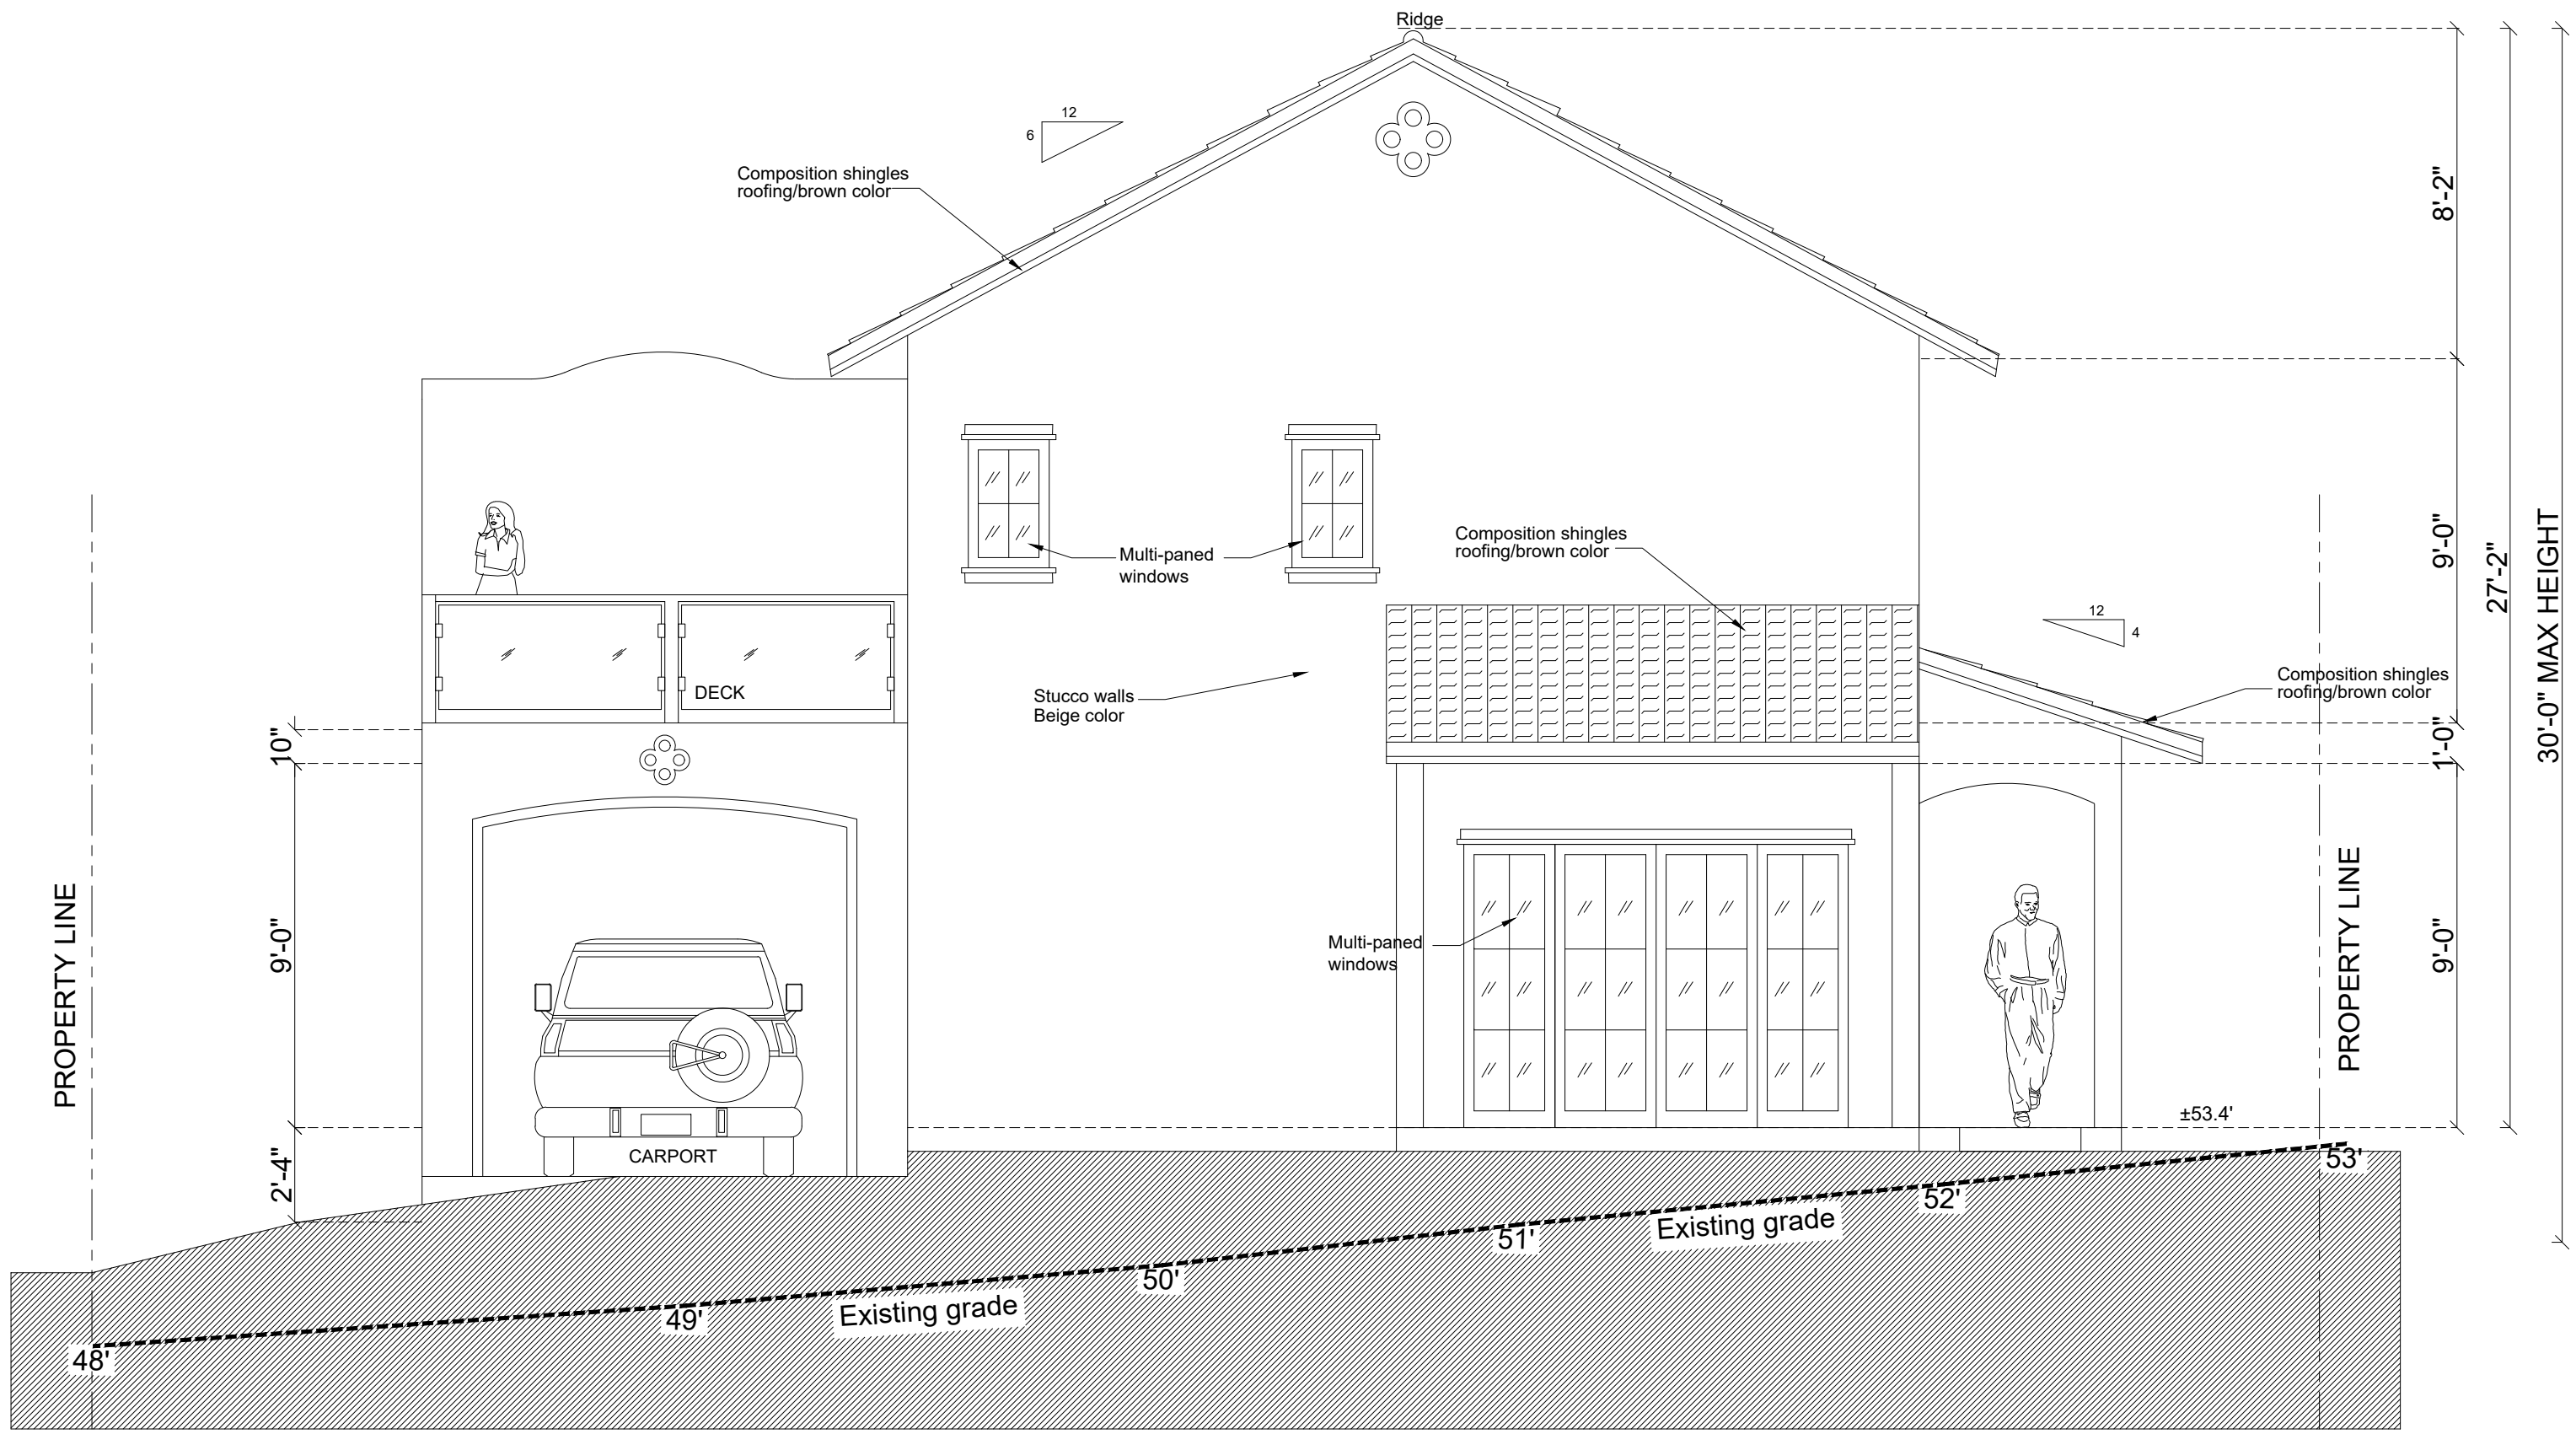 Ridge
12
6
Composition shingles
roofing/brown color
8'-2"
Multi-paned
windows
Composition shingles
roofing/brown color
9'-0"
27'-2"
30'-0" MAX HEIGHT
12
4
Composition shingles
roofing/brown color
DECK
Stucco walls
Beige color
10"
1'-0"
PROPERTY LINE
9'-0"
Multi-paned
windows
PROPERTY LINE
9'-0"
±53.4'
CARPORT
2'-4"
53'
52'
Existing grade
51'
50'
Existing grade
49'
48'